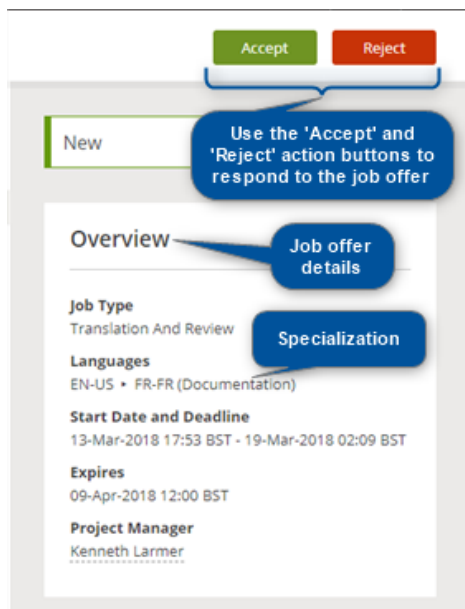 Accept Reject
New
Use the 'Accept' and
'Reject' action buttons to
respond to the job offer
Overview
Job offer
details
Job Type
Translation And Review
Specialization
Languages
EN-US • FR-FR (Documentation)
Start Date and Deadline
13-Mar-2018 17:53 BST - 19-Mar-2018 02:09 BST
Expires
09-Apr-2018 12:00 BST
Project Manager
Kenneth Larmer